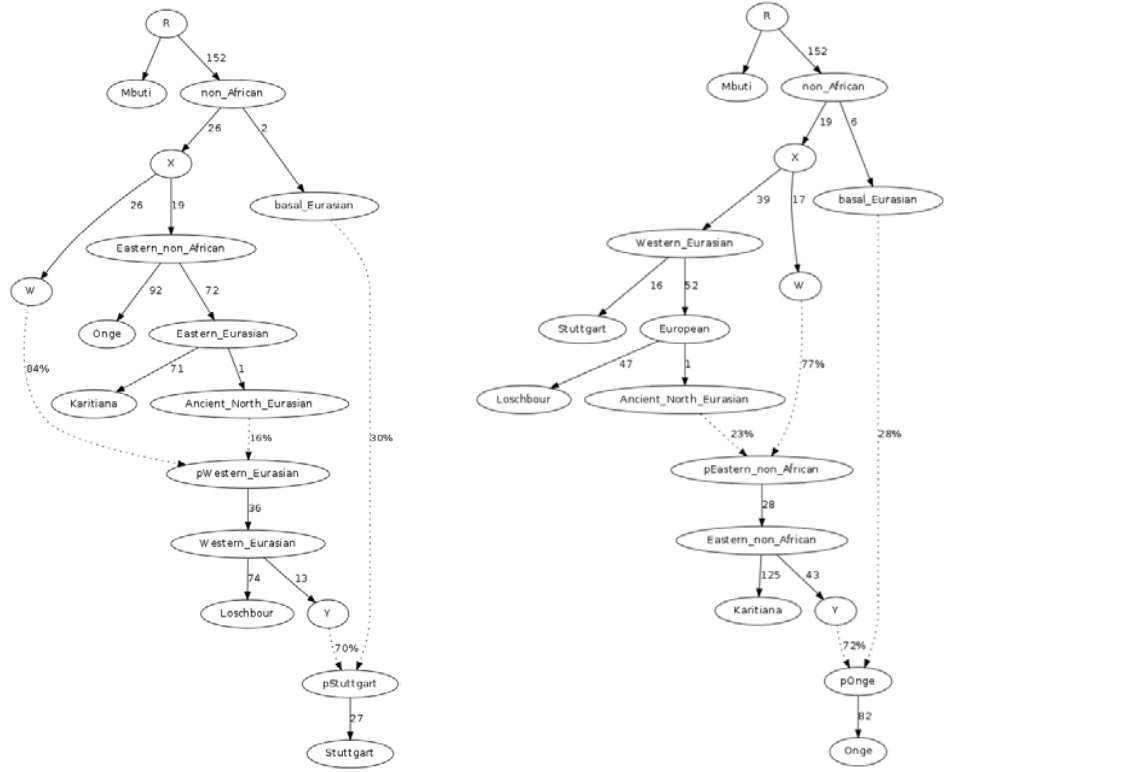 R
152
Mbuti
non_African
26
2
X
26
19
basal_Eurasian
Eastern_non_African
W
92
72
Onge
Eastern_Eurasian
84%
71
1
Karitiana
Ancient_North_Eurasian
16%
30%
pWestern_Eurasian
36
Western_Eurasian
74
13
Loschbour
Y
70%
pStuttgart
27
Stuttgart
R
152
Mbuti
non_African
19
6
X
39
17
basal_Eurasian
Western_Eurasian
W
16
52
Stuttgart
European
47
1
77%
Loschbour
Ancient_North_Eurasian
23%
28%
pEastern_non_African
28
Eastern_non_African
125
43
Karitiana
Y
72%
pOnge
82
Onge